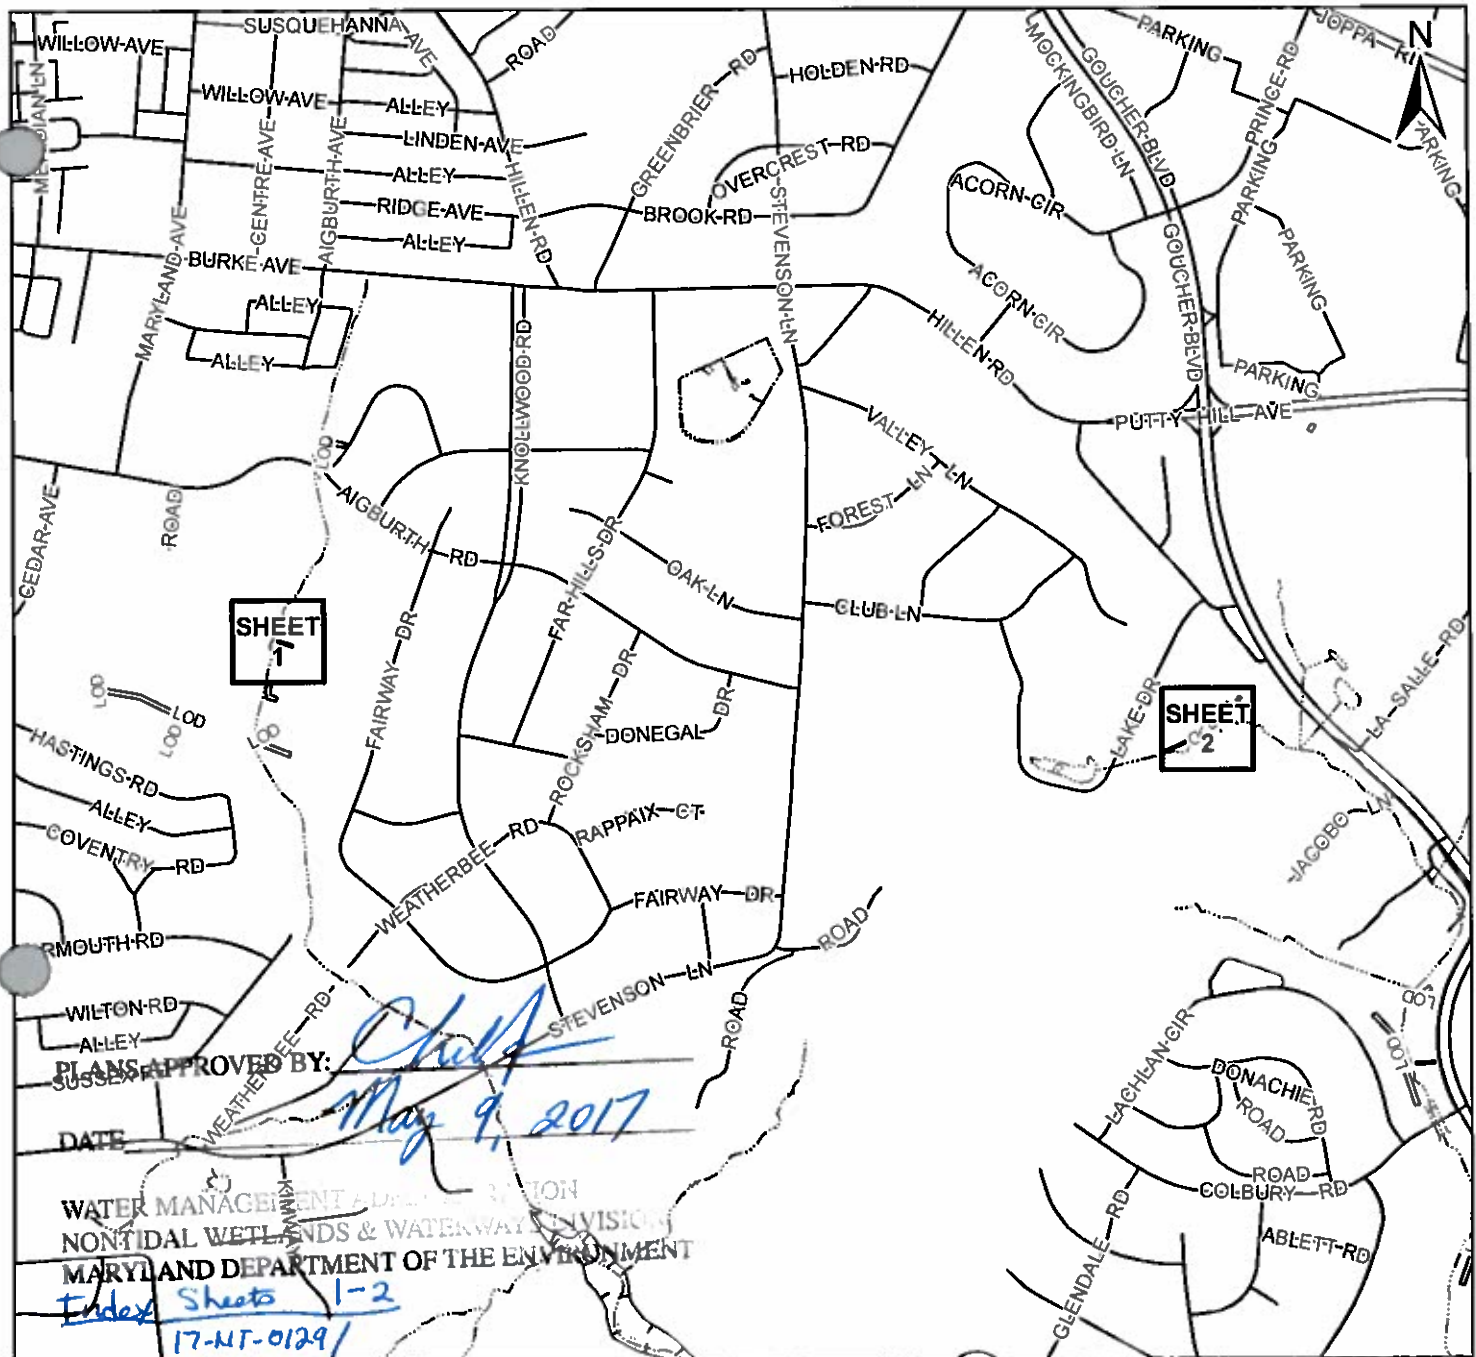 SUSQUEHANNA AVE
WILLOW AVE
ROAD
PARKING
JOPPA
N
HOLDEN RD
MOCKINGBIRD LN
GOUCHER BLVD
PRINCE RD
WILLOW AVE
ALLEY
GREENBRIER RD
LINDEN AVE
OVERCREST RD
PARKING
PARKING
CENTRE AVE
AIGBURTH AVE
ALLEY
HILLEN RD
ACORN CIR
RIDGE AVE
BROOK RD
ALLEY
STEVENSON LN
PARKING
MARYLAND AVE
BURKE AVE
GOUCHER BLVD
ACORN CIR
ALLEY
HILLEN RD
ALLEY
KNOLLWOOD RD
PARKING
VALLEY LN
PUTTY HILL AVE
LOD
AIGBURTH RD
FOREST LN
CEDAR AVE
ROAD
FAR HILLS DR
OAK LN
CLUB LN
SHEET
1
FAIRWAY DR
LA SALLE RD
ROCKSHAM DR
DONEGAL DR
LAKE DR
SHEET
2
LOD
LOD
LOD
LOD
HASTINGS RD
ALLEY
COVENTRY RD
RAPPAIX CT
JACOBO LN
WEATHERBEE RD
FAIRWAY DR
ROAD
RMOUTH RD
STEVENSON LN
WILTON RD
ALLEY
WEATHERBEE RD
ROAD
LOD
LOD
LACHLAN CIR
PLANS APPROVED BY:
DONACHIE RD
ROAD
DATE
May 9, 2017
ROAD
COLBURY RD
GLENDALE RD
ABLETT RD
WATER MANAGEMENT ADMINISTRATION
NONTIDAL WETLANDS & WATERWAYS DIVISION
MARYLAND DEPARTMENT OF THE ENVIRONMENT
Index Sheets 1-2
17-NT-0129/